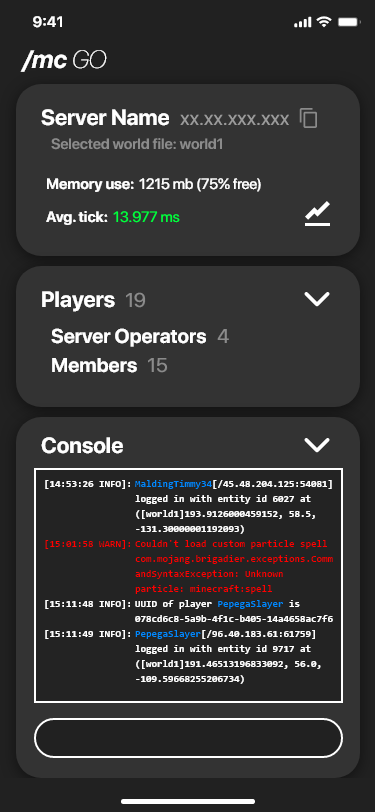 9:41
/mc GO
Server Name xx.xx.xxx.xxx
Selected world file: world1
Memory use: 1215 mb (75% free)
Avg. tick: 13.977 ms
Players 19
Server Operators 4
Members 15
Console
[14:53:26 INFO]: MaldingTimmy34[/45.48.204.125:54081]
logged in with entity id 6027 at
([world1]193.9126000459152, 58.5,
-131.30000001192093)
[15:01:58 WARN]: Couldn't load custom particle spell
com.mojang.brigadier.exceptions.Comm
andSyntaxException: Unknown
particle: minecraft:spell
[15:11:48 INFO]: UUID of player PepegaSlayer is
078cd6c8-5a9b-4f1c-b405-14a4658ac7f6
[15:11:49 INFO]: PepegaSlayer[/96.40.183.61:61759]
logged in with entity id 9717 at
([world1]191.46513196833092, 56.0,
-109.59668255206734)